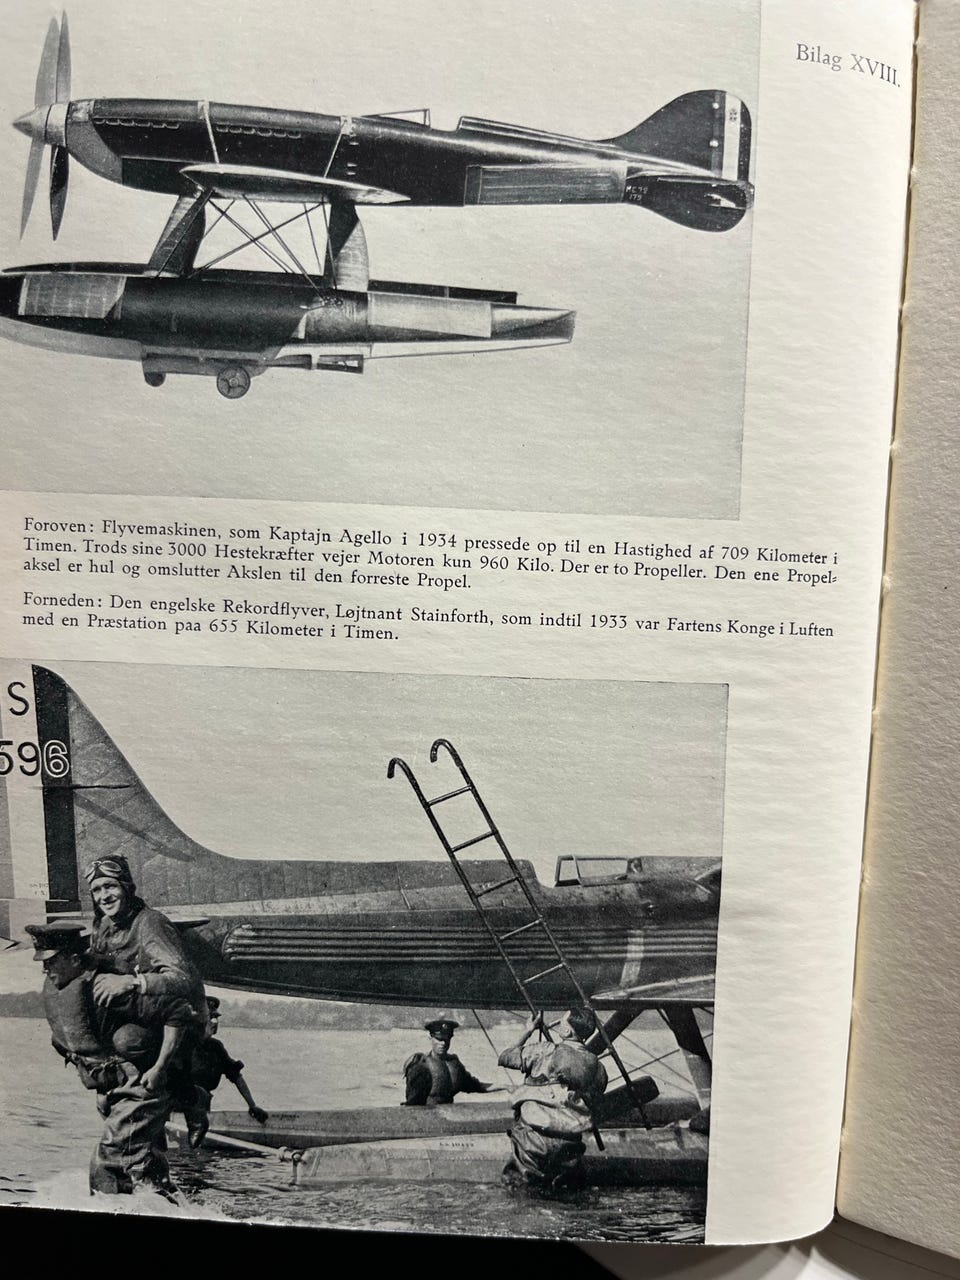 Bilag XVIII.
Foroven: Flyvemaskinen, som Kaptajn Agello i 1934 pressede op til en Hastighed af 709 Kilometer i
Timen. Trods sine 3000 Hestekræfter vejer Motoren kun 960 Kilo. Der er to Propeller. Den ene Propel-
aksel er hul og omslutter Akslen til den forreste Propel.
Forneden: Den engelske Rekordflyver, Løjtnant Stainforth, som indtil 1933 var Fartens Konge i Luften
med en Præstation paa 655 Kilometer i Timen.
S
596